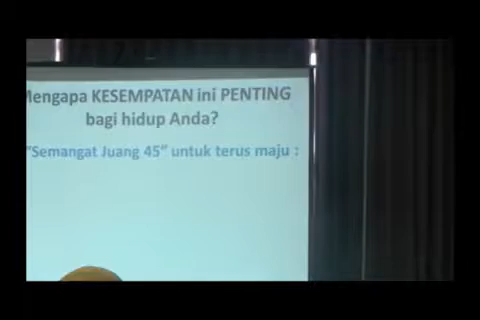 Mengapa KESEMPATAN ini PENTING
bagi hidup Anda?
"Semangat Juang 45" untuk terus maju :